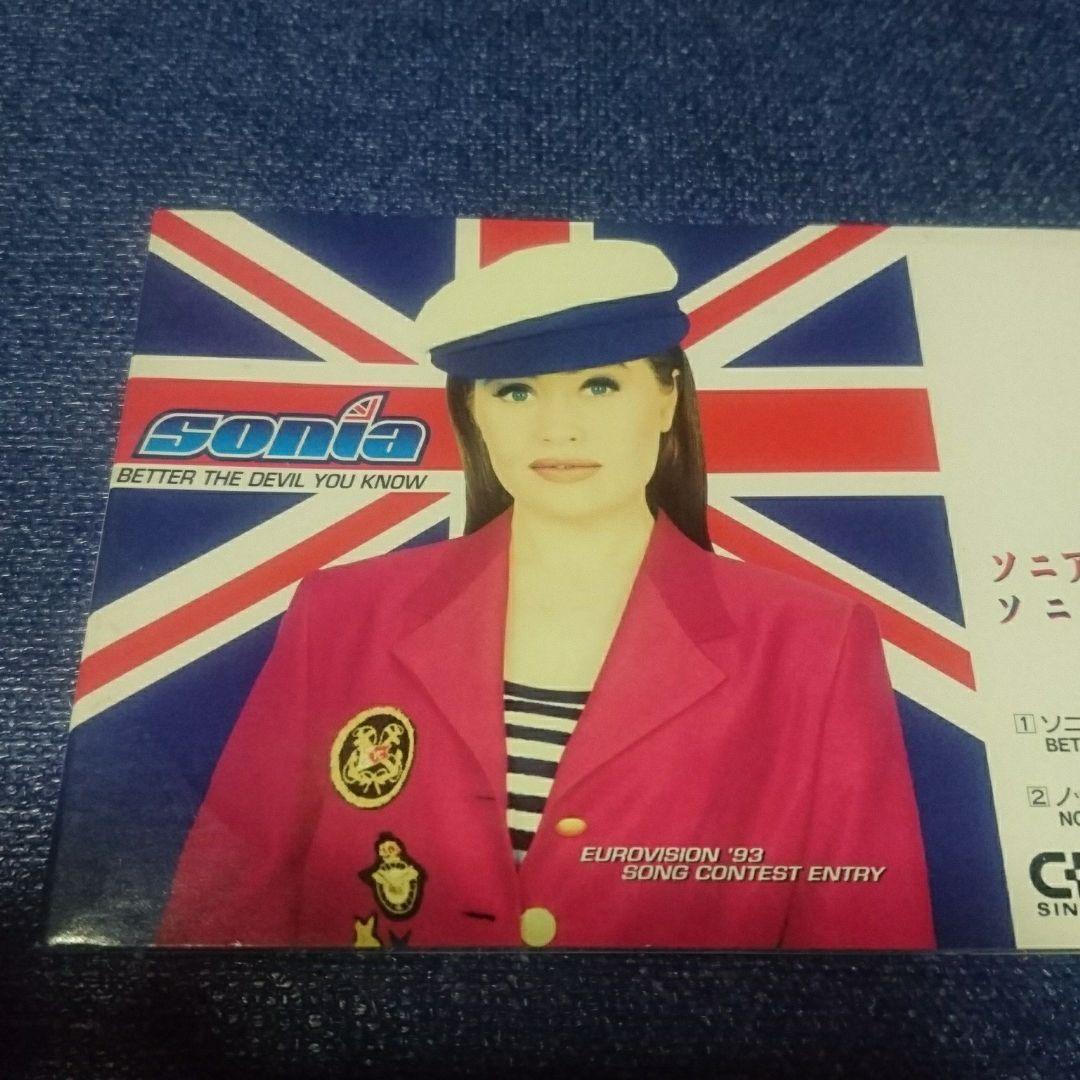 sonia
BETTER THE DEVIL YOU KNOW
EUROVISION '93
SONG CONTEST ENTRY
ソニ
ソニ
1 ソニ
BET
2 ノ
NO
CD
SIN